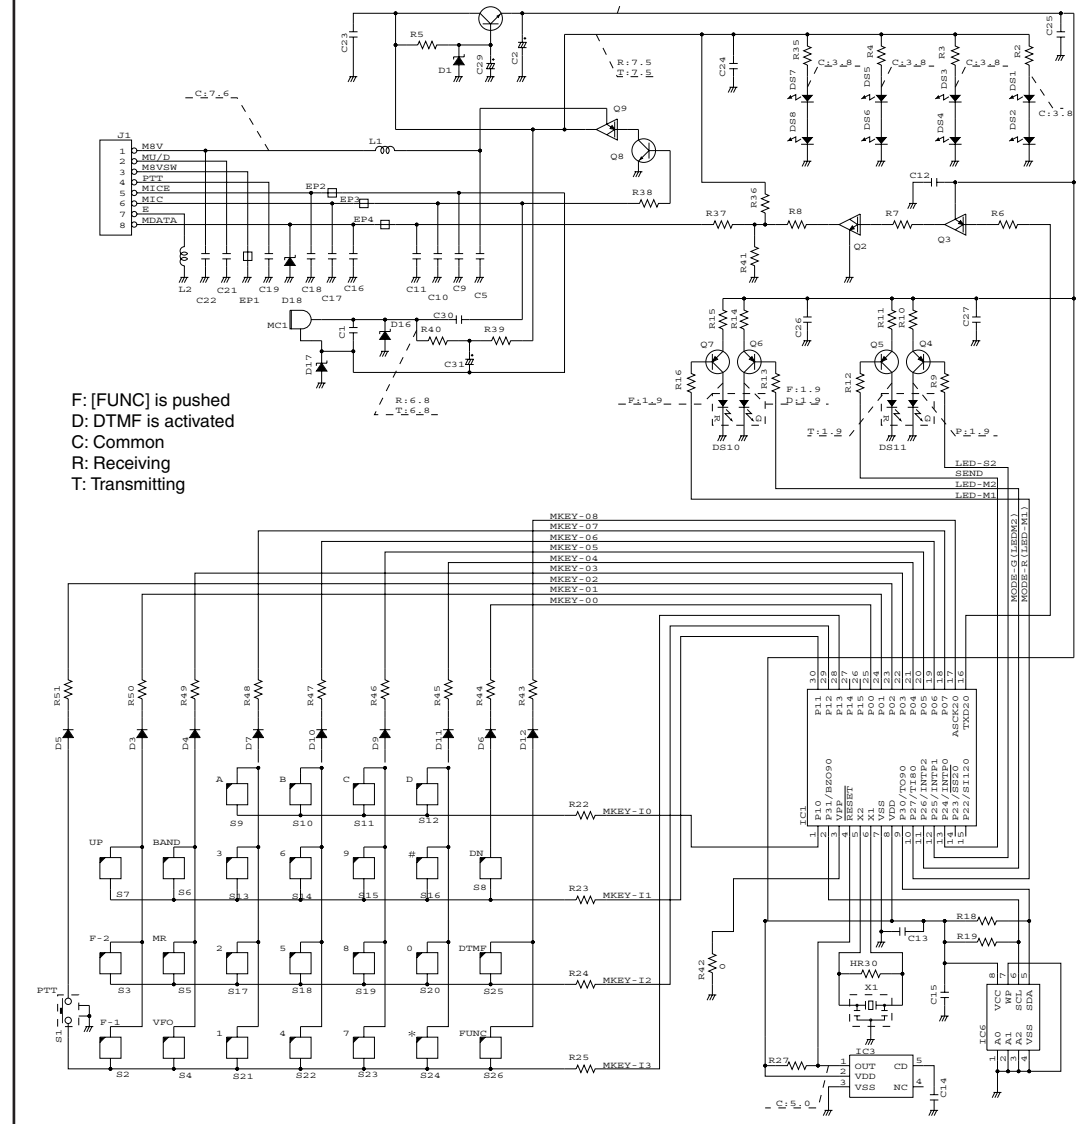 C23
R5
D1
C29
C2
C25
R:7.5
T:7.5
C24
R35
C:3.8
R4
C:3.8
R3
C:3.8
R2
DS7
DS5
DS3
DS1
C:3.8
DS8
DS6
DS4
DS2
C:7.6
Q9
Q8
J1
L1
1 M8V
2 MU/D
3 M8VSW
4 PTT
5 MICE
6 MIC
7 E
8 MDATA
EP2
EP3
EP4
R38
R36
C12
R37
R8
R7
R6
Q2
Q3
R41
L2
C22
C21
EP1
C19
D18
C18
C17
C16
C11
C10
C9
C5
MC1
C1
D16
C30
R40
R39
D17
C31
R:6.8
T:6.8
R15
R14
C26
R11
R10
C27
Q7
Q6
Q5
Q4
R16
R13
R12
R9
F:1.9
F:1.9
D:1.9
R
G
R
G
DS10
T:1.9
DS11
P:1.9
F: [FUNC] is pushed
D: DTMF is activated
C: Common
R: Receiving
T: Transmitting
LED-S2
SEND
LED-M2
LED-M1
MODE-G(LEDM2)
MODE-R(LED-M1)
MKEY-08
MKEY-07
MKEY-06
MKEY-05
MKEY-04
MKEY-03
MKEY-02
MKEY-01
MKEY-00
R51
R50
R49
R48
R47
R46
R45
R44
R43
D5
D3
D4
D7
D10
D9
D11
D6
D12
30 29 28 27 26 25 24 23 22 21 20 19 18 17 16
P11
P12
P13
P14
P15
P00
P01
P02
P03
P04
P05
P06
P07
ASCK20
TXD20
IC1
P10
P31/BZO90
VPP
RESET
X2
X1
VSS
VDD
P30/TO90
P27/TI80
P26/INTP2
P25/INTP1
P24/INTP0
P23/SS20
P22/SI120
1 2 3 4 5 6 7 8 9 10 11 12 13 14 15
A
B
C
D
S9
S10
S11
S12
R22
MKEY-I0
UP
BAND
3
6
9
#
DN
S7
S6
S13
S14
S15
S16
S8
R23
MKEY-I1
F-2
MR
2
5
8
0
DTMF
S3
S5
S17
S18
S19
S20
S25
R24
MKEY-I2
PTT
S1
F-1
VFO
1
4
7
*
FUNC
S2
S4
S21
S22
S23
S24
S26
R25
MKEY-I3
R42
0
C13
R18
R19
HR30
X1
C15
8 7 6 5
VCC
WP
SCL
SDA
IC6
A0
A1
A2
VSS
1 2 3 4
R27
IC3
1 OUT
2 VDD
3 VSS
CD 5
NC 4
C14
C:5.0